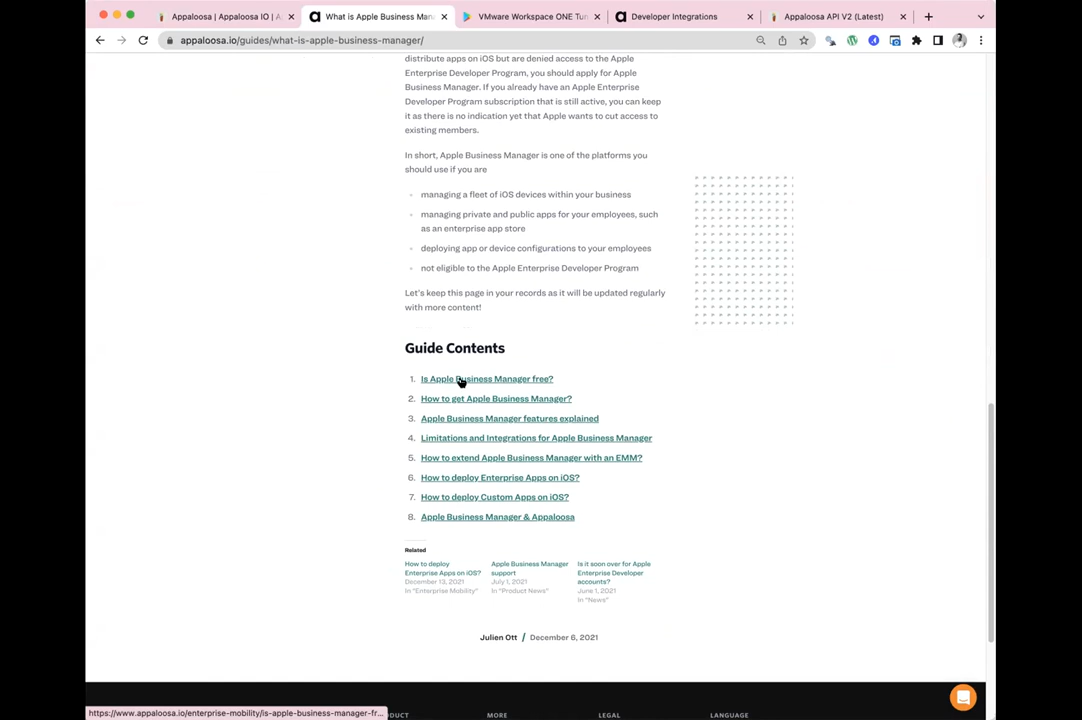 Appaloosa | Appaloosa IO | A
What is Apple Business Man
VMware Workspace ONE Tun
Developer Integrations
Appaloosa API V2 (Latest)
appaloosa.io/guides/what-is-apple-business-manager/
distribute apps on iOS but are denied access to the Apple
Enterprise Developer Program, you should apply for Apple
Business Manager. If you already have an Apple Enterprise
Developer Program subscription that is still active, you can keep
it as there is no indication yet that Apple wants to cut access to
existing members.
In short, Apple Business Manager is one of the platforms you
should use if you are
managing a fleet of iOS devices within your business
managing private and public apps for your employees, such
as an enterprise app store
deploying app or device configurations to your employees
not eligible to the Apple Enterprise Developer Program
Let's keep this page in your records as it will be updated regularly
with more content!
Guide Contents
1. Is Apple Business Manager free?
2. How to get Apple Business Manager?
3. Apple Business Manager features explained
4. Limitations and Integrations for Apple Business Manager
5. How to extend Apple Business Manager with an EMM?
6. How to deploy Enterprise Apps on iOS?
7. How to deploy Custom Apps on iOS?
8. Apple Business Manager & Appaloosa
Related
How to deploy
Enterprise Apps on iOS?
December 13, 2021
In "Enterprise Mobility"
Apple Business Manager
support
July 1, 2021
In "Product News"
Is it soon over for Apple
Enterprise Developer
accounts?
June 1, 2021
In "News"
Julien Ott / December 6, 2021
https://www.appaloosa.io/enterprise-mobility/is-apple-business-manager-fr...
DUCT
MORE
LEGAL
LANGUAGE